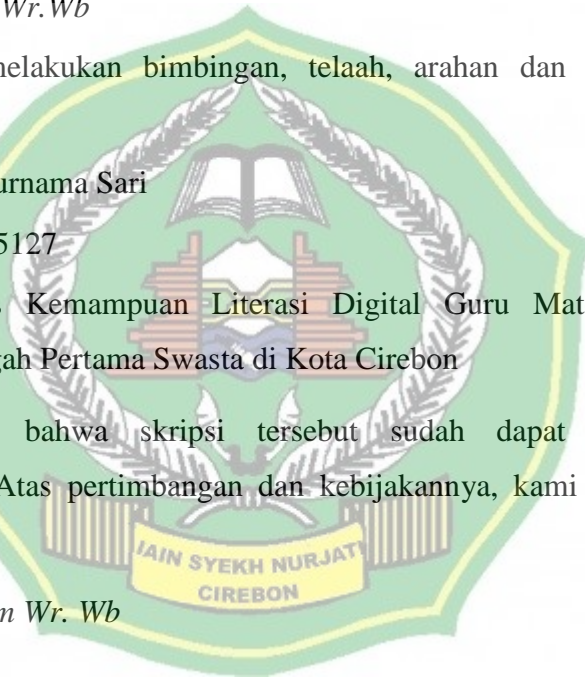 Wr.Wb
melakukan bimbingan, telaah, arahan dan
urnama Sari
5127
Kemampuan Literasi Digital Guru Mat
gah Pertama Swasta di Kota Cirebon
bahwa skripsi tersebut sudah dapat
Atas pertimbangan dan kebijakannya, kami
IAIN SYEKH NURJATI
CIREBON
m Wr. Wb